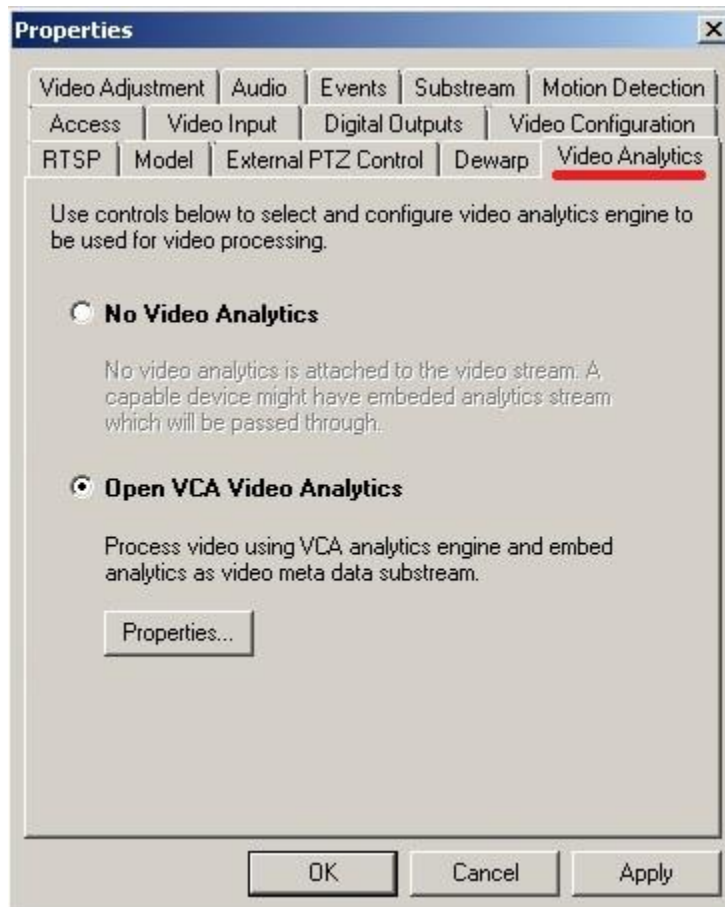 Properties
Video Adjustment Audio Events Substream Motion Detection
Access Video Input Digital Outputs Video Configuration
RTSP Model External PTZ Control Dewarp Video Analytics
Use controls below to select and configure video analytics engine to
be used for video processing.
No Video Analytics
No video analytics is attached to the video stream. A
capable device might have embeded analytics stream
which will be passed through.
Open VCA Video Analytics
Process video using VCA analytics engine and embed
analytics as video meta data substream.
Properties...
OK Cancel Apply